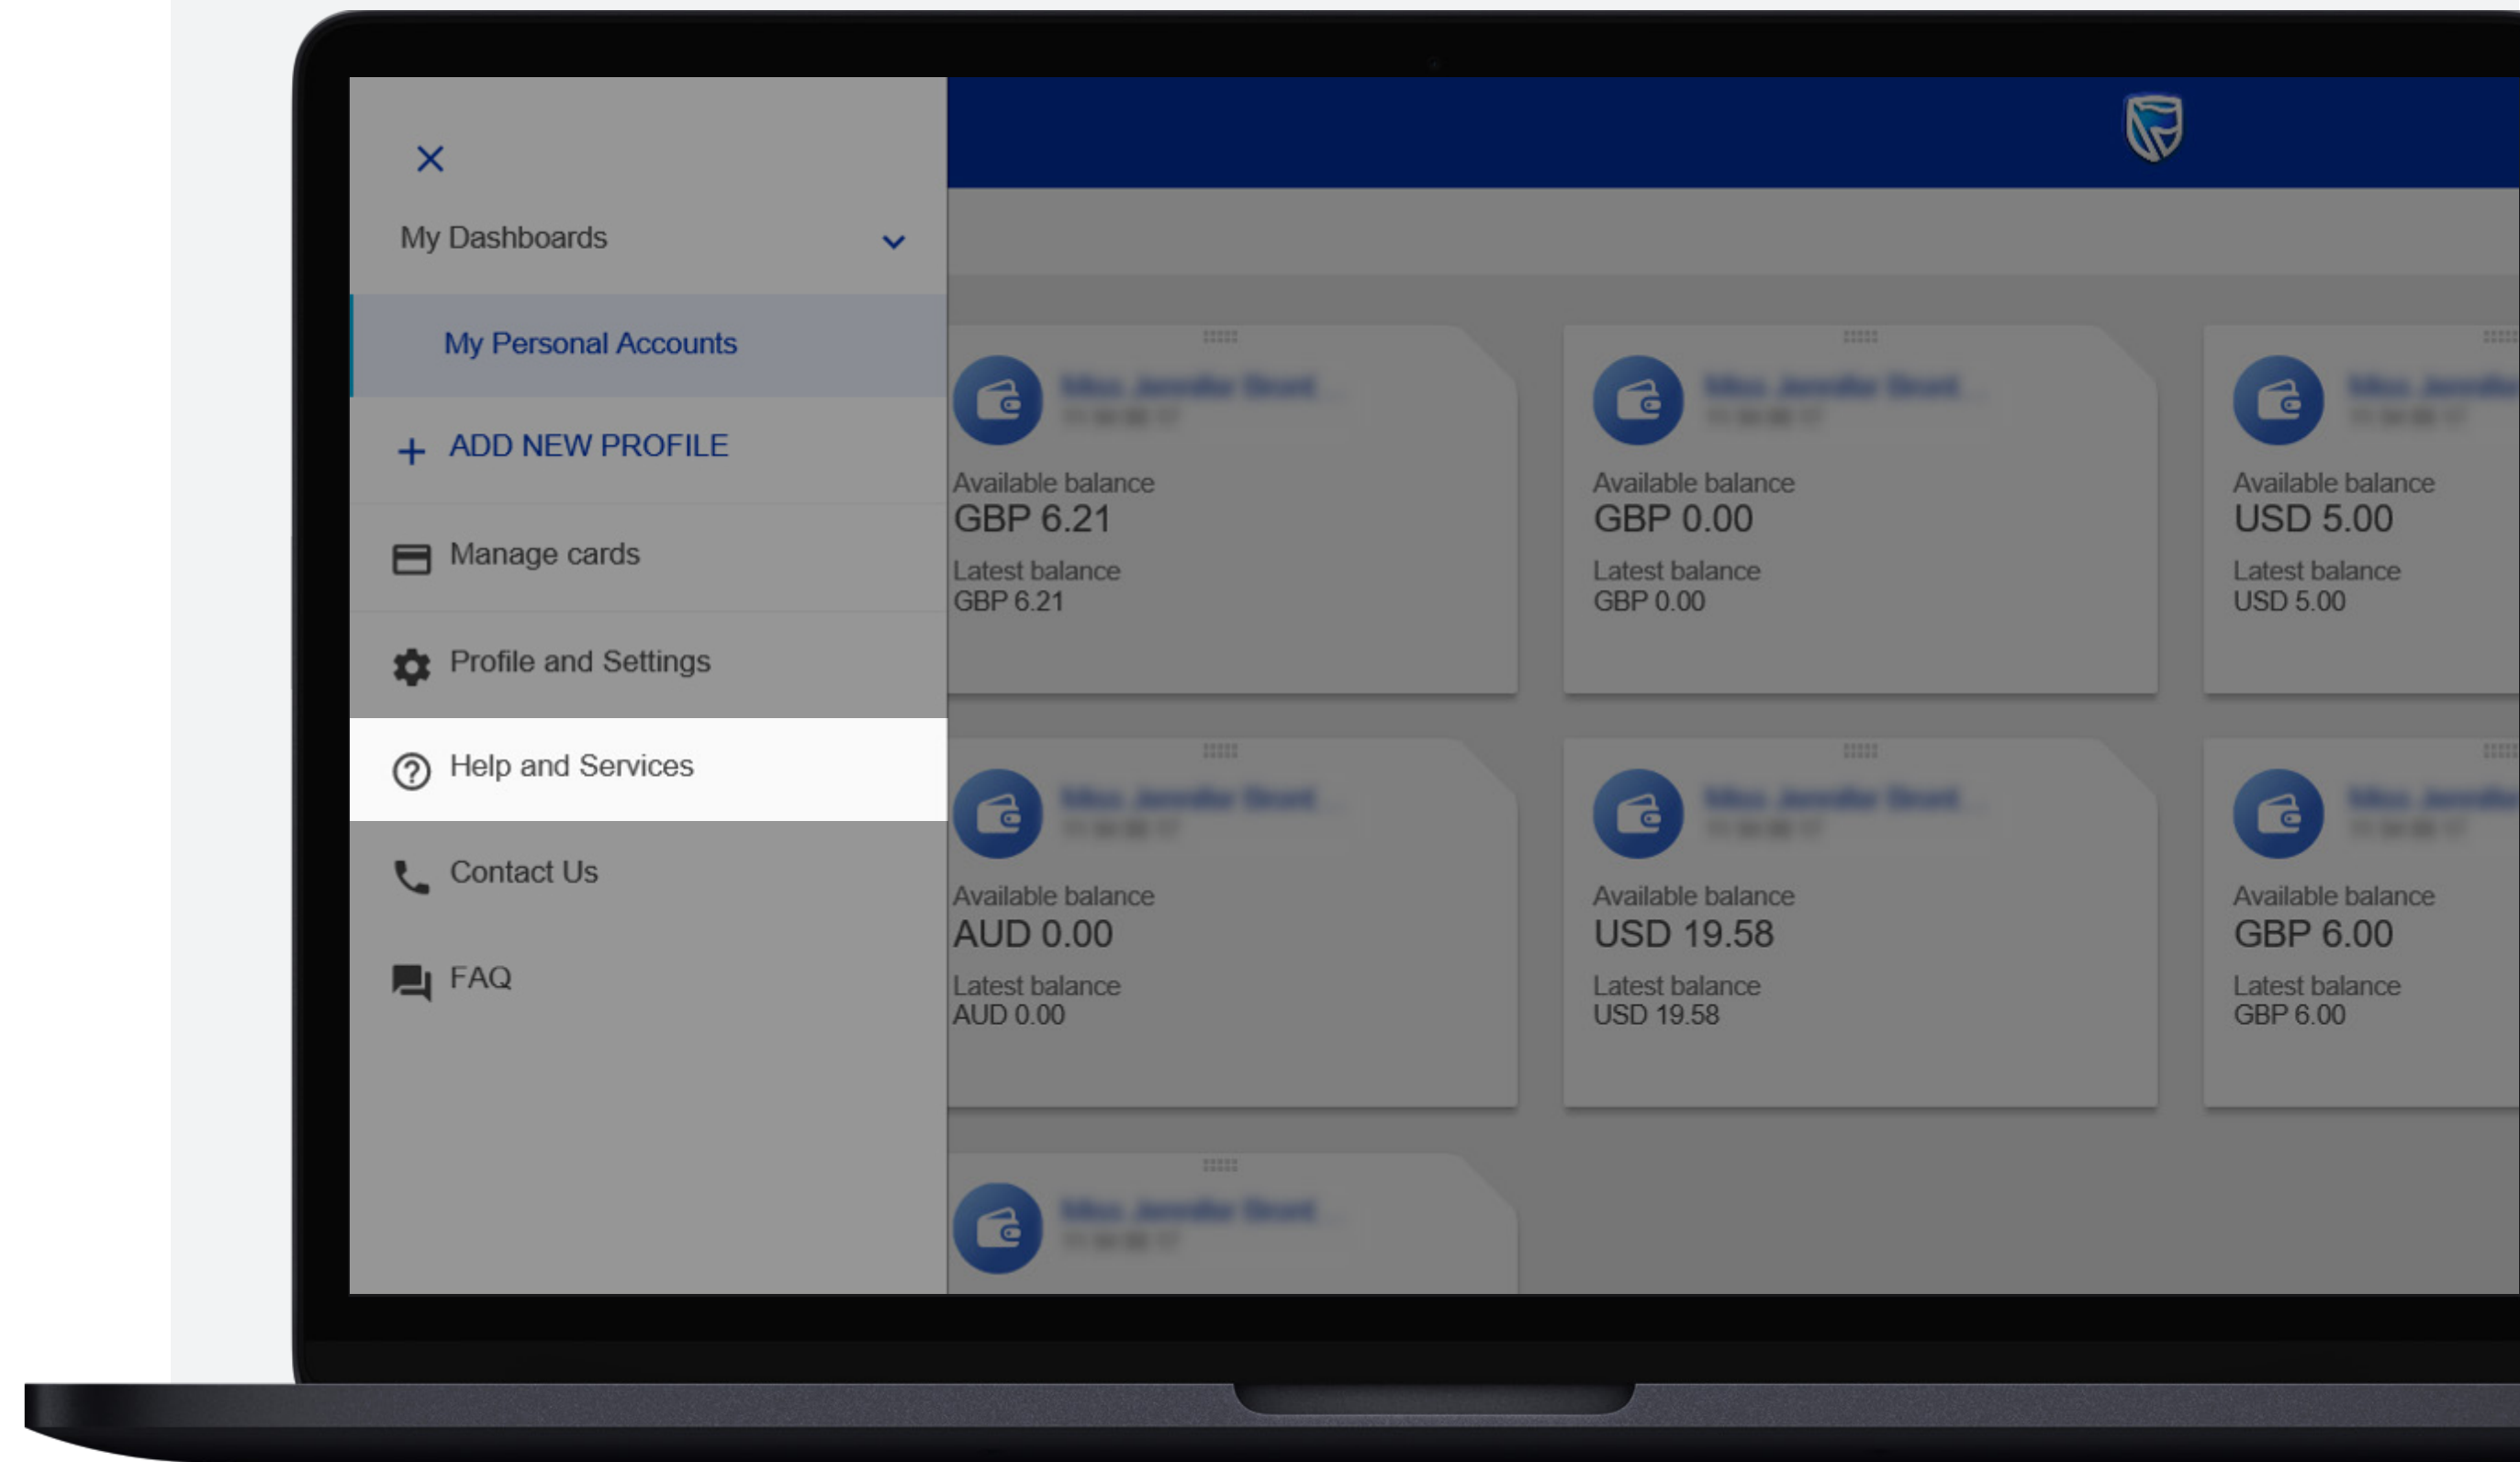 My Dashboards
My Personal Accounts
ADD NEW PROFILE
Manage cards
Profile and Settings
Help and Services
Contact Us
FAQ
Available balance
GBP 6.21
Latest balance
GBP 6.21
Available balance
GBP 0.00
Latest balance
GBP 0.00
Available balance
USD 5.00
Latest balance
USD 5.00
Available balance
AUD 0.00
Latest balance
AUD 0.00
Available balance
USD 19.58
Latest balance
USD 19.58
Available balance
GBP 6.00
Latest balance
GBP 6.00